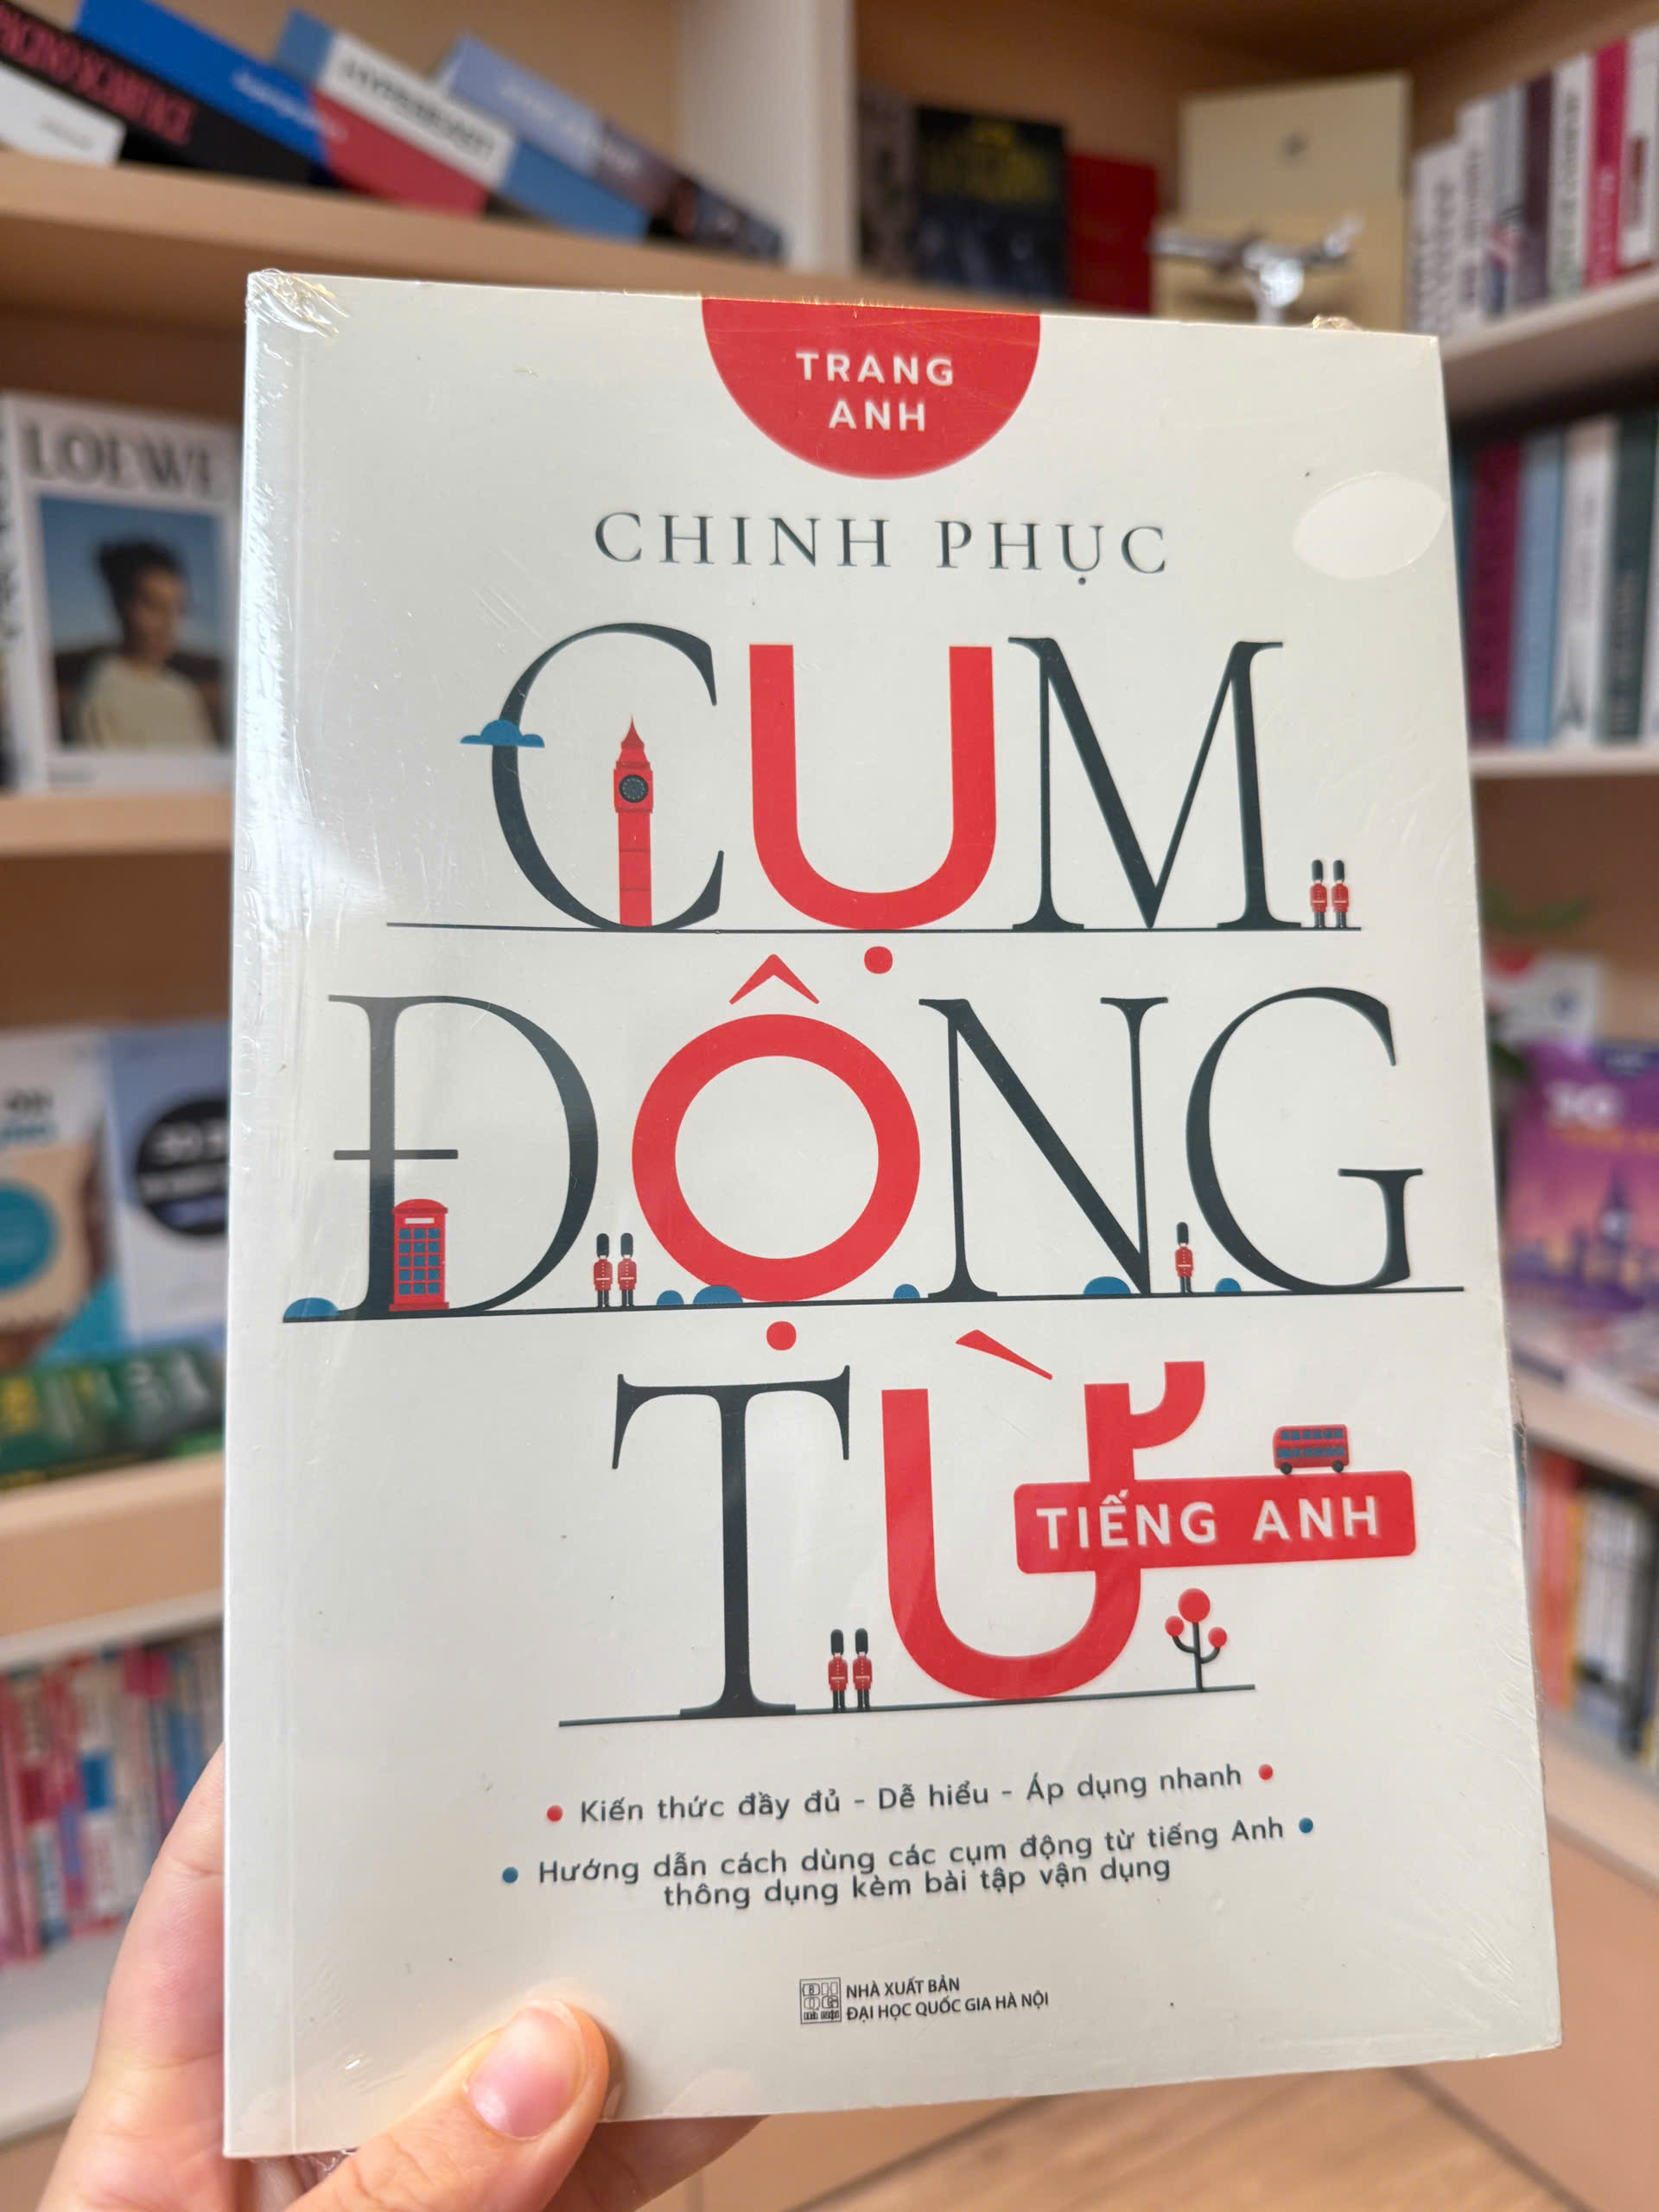 LOEWE
TRANG
ANH
CHINH PHỤC
CỤM
ĐỘNG
TỪ
TIẾNG ANH
Kiến thức đầy đủ - Dễ hiểu - Áp dụng nhanh
Hướng dẫn cách dùng các cụm động từ tiếng Anh
thông dụng kèm bài tập vận dụng
NHÀ XUẤT BẢN
ĐẠI HỌC QUỐC GIA HÀ NỘI